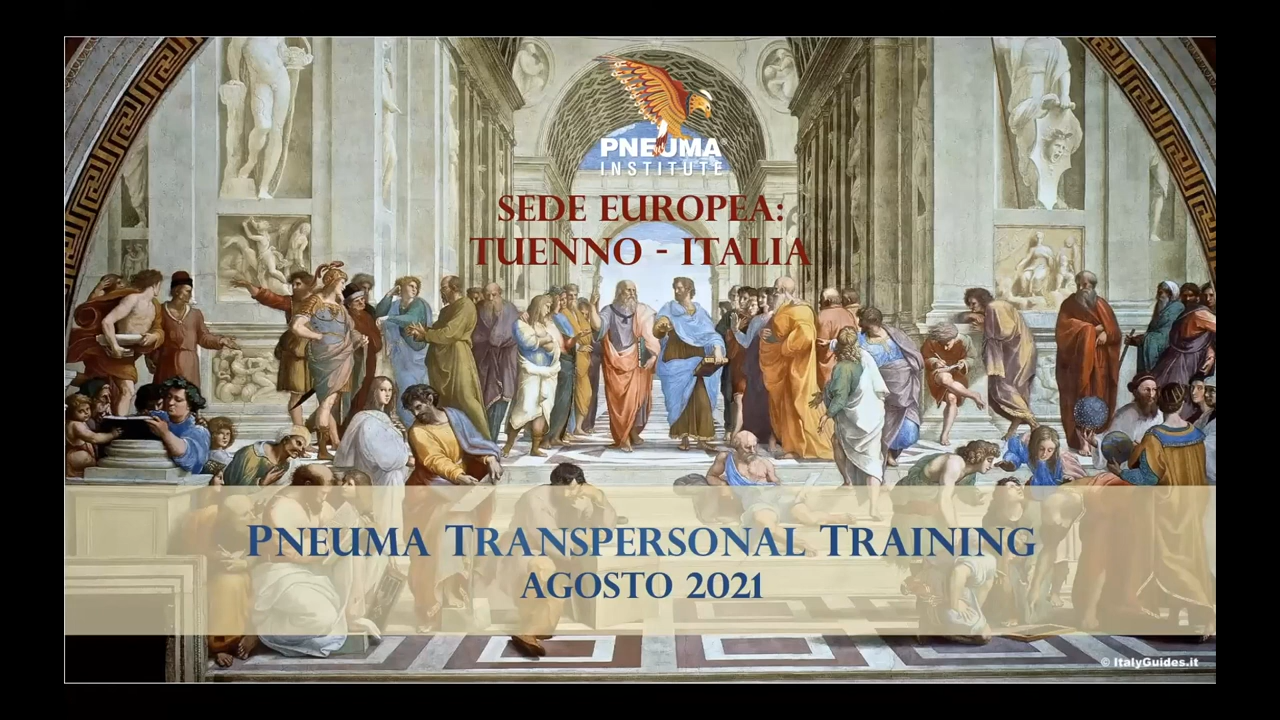 PNEUMA
INSTITUTE
SEDE EUROPEA:
TUENNO - ITALIA
PNEUMA TRANSPERSONAL TRAINING
AGOSTO 2021
© ItalyGuides.it